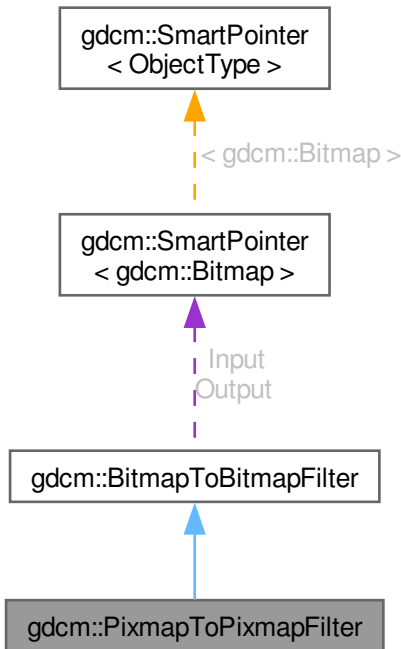 gdcm::SmartPointer
< ObjectType >
< gdcm::Bitmap >
gdcm::SmartPointer
< gdcm::Bitmap >
Input
Output
gdcm::BitmapToBitmapFilter
gdcm::PixmapToPixmapFilter